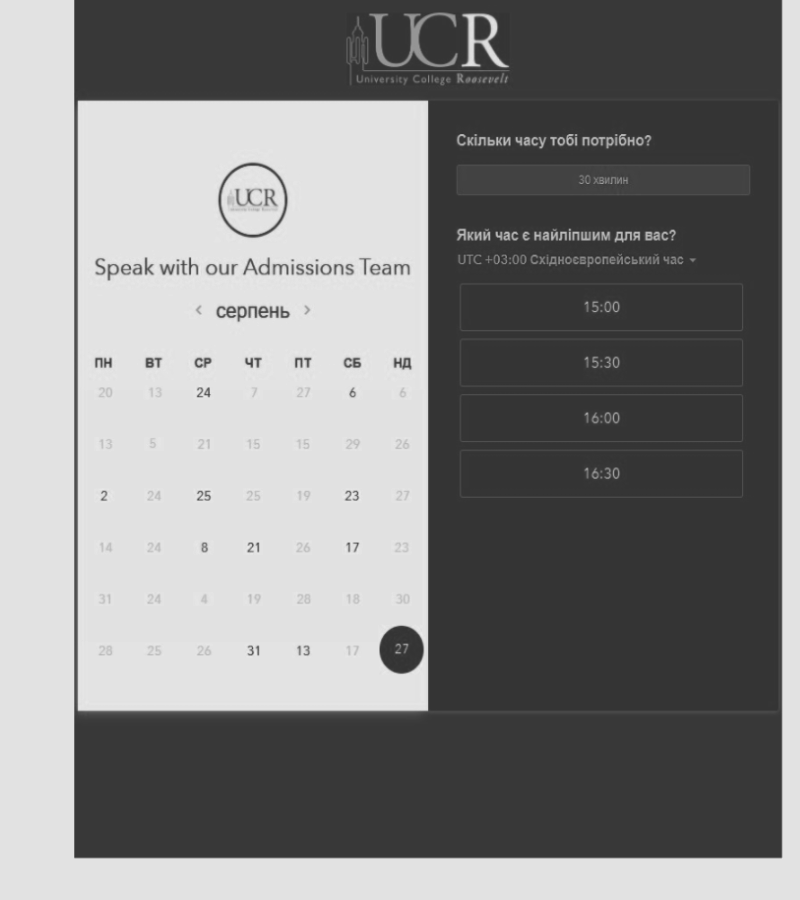 UCR
University College Roosevelt
UCR
Speak with our Admissions Team
< серпень >
ПН ВТ СР ЧТ ПТ СБ НД
20 13 24 7 27 6 6
13 5 21 15 15 29 26
2 24 25 25 19 23 27
14 24 8 21 26 17 23
31 24 4 19 28 18 30
28 25 26 31 13 17 27
Скільки часу тобі потрібно?
30 хвилин
Який час є найліпшим для вас?
UTC +03:00 Східноєвропейський час
15:00
15:30
16:00
16:30